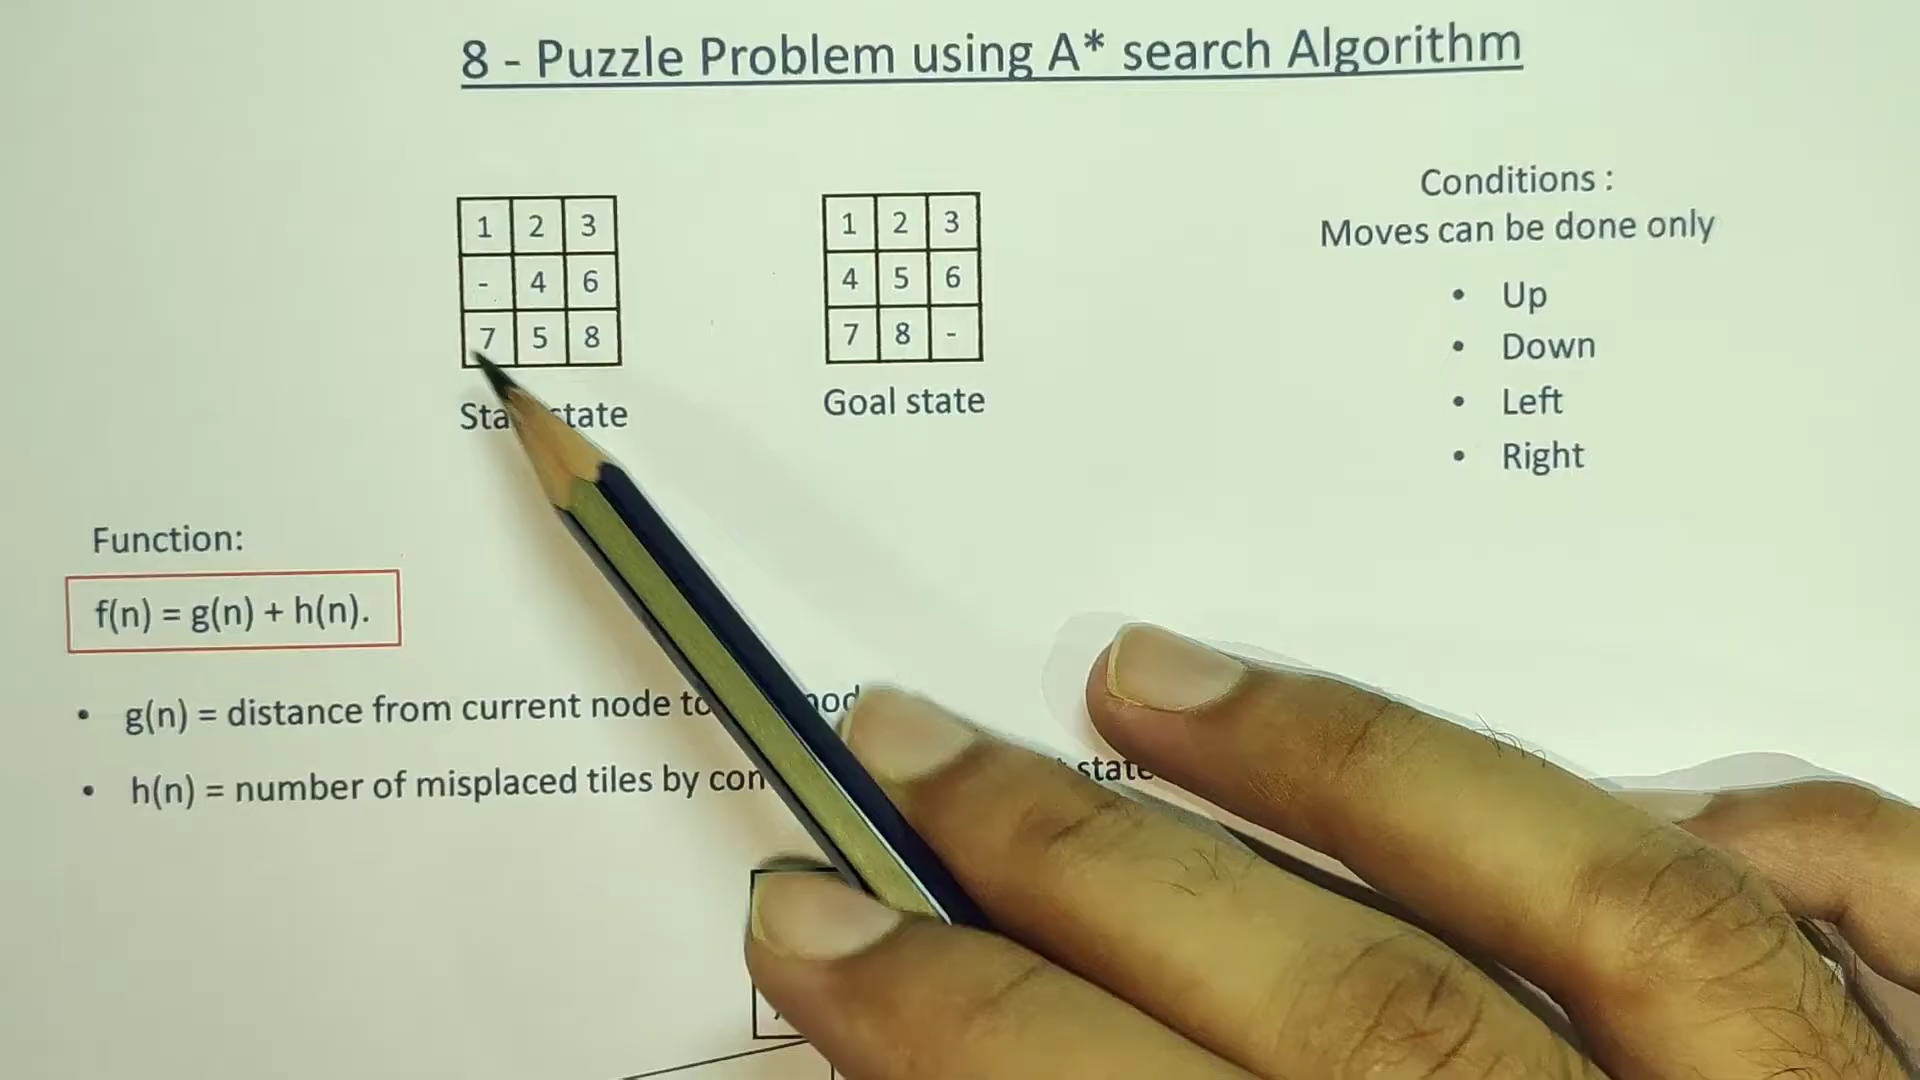 8 - Puzzle Problem using A* search Algorithm
1 2 3
- 4 6
7 5 8
state
1 2 3
4 5 6
7 8 -
Goal state
Conditions :
Moves can be done only
• Up
• Down
• Left
• Right
Function:
f(n) = g(n) + h(n).
• g(n) = distance from current node to
• h(n) = number of misplaced tiles by state